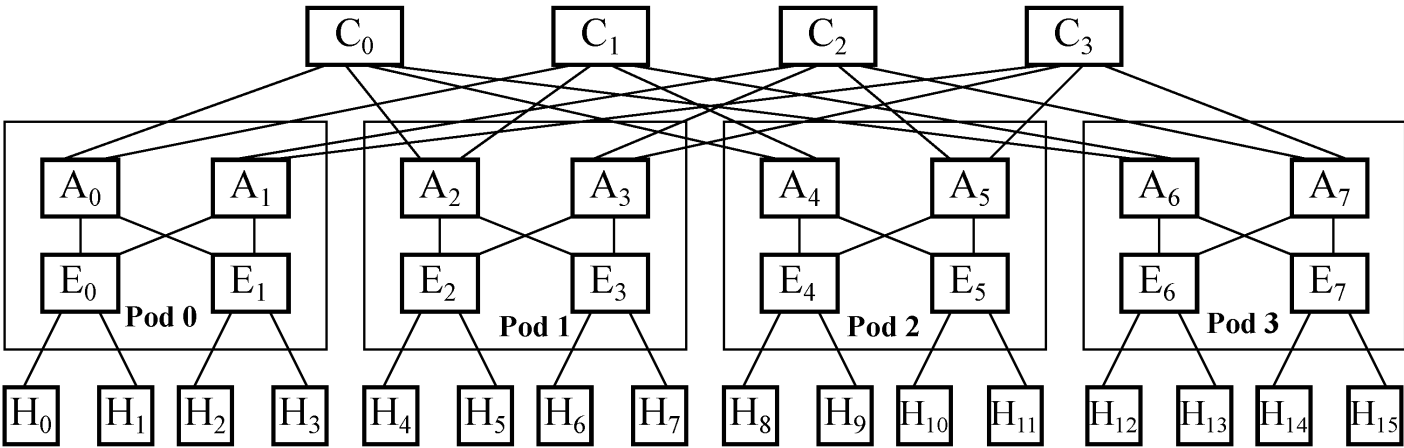 C0 C1 C2 C3
A0 A1 A2 A3 A4 A5 A6 A7
E0 E1 E2 E3 E4 E5 E6 E7
Pod 0 Pod 1 Pod 2 Pod 3
H0 H1 H2 H3 H4 H5 H6 H7 H8 H9 H10 H11 H12 H13 H14 H15